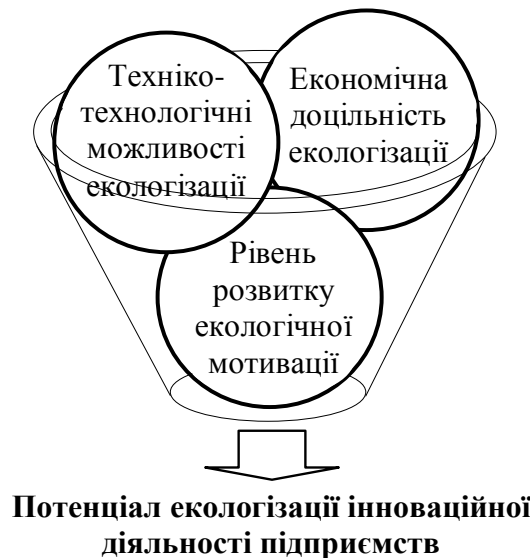 Техніко-
технологічні
можливості
екологізації
Економічна
доцільність
екологізації
Рівень
розвитку
екологічної
мотивації
Потенціал екологізації інноваційної
діяльності підприємств